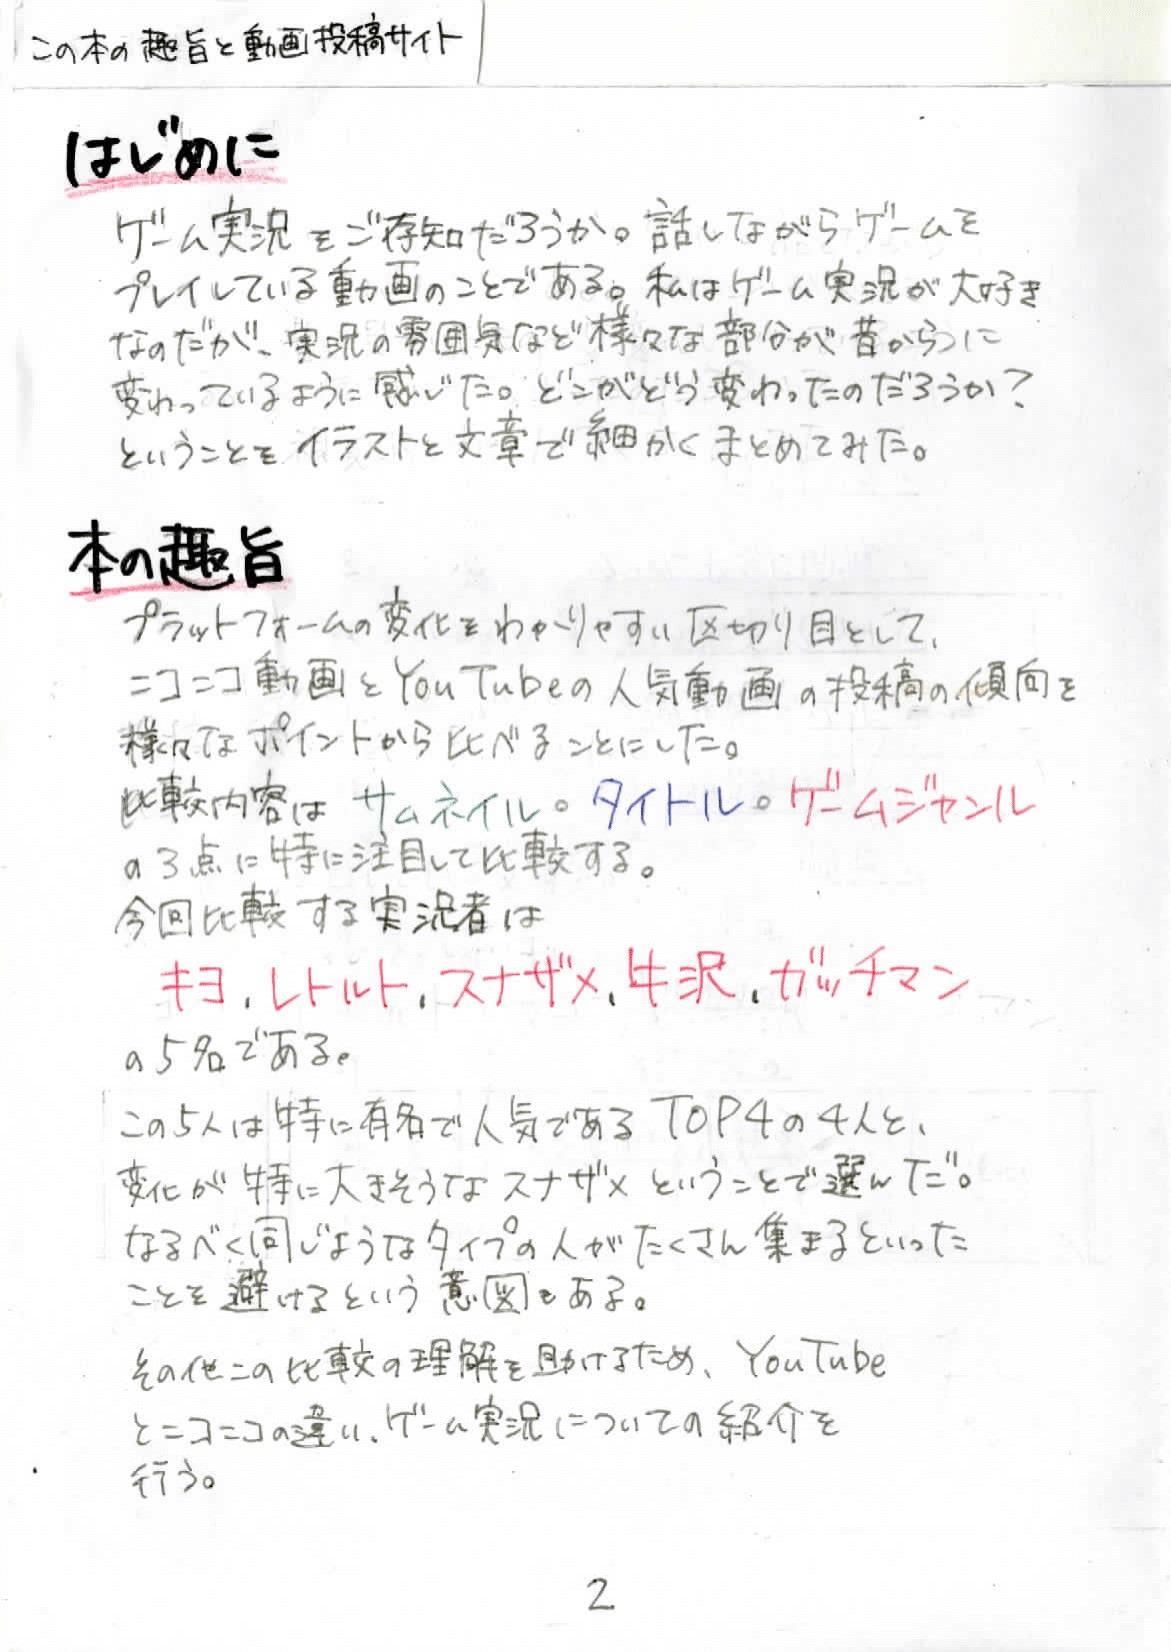 この本の趣旨と動画投稿サイト
はじめに
ゲーム実況をご存知だろうか。話しながらゲームを
プレイしている動画のことである。私はゲーム実況が大好き
なのだが、実況の雰囲気など様々な部分が昔からつに
変わっているように感じた。どこがどう変わったのだろうか?
ということをイラストと文章で細かくまとめてみた。
本の趣旨
プラットフォームの変化をわかりやすい区切り目として、
ニコニコ動画とYouTubeの人気動画の投稿の傾向を
様々なポイントから比べることにした。
比較内容は サムネイル。タイトル。ゲームジャンル
の3点に特に注目して比較する。
今回比較する実況者は
キヨ、レトルト、スナザメ、牛沢、ガッチマン
の5名である。
この5人は特に有名で人気であるTOP4の4人と、
変化が特に大きそうなスナザメということで選んだ。
なるべく同じようなタイプの人がたくさん集まるといった
ことを避けるという意図もある。
その他この比較の理解を助けるため、YouTube
とニコニコの違い、ゲーム実況についての紹介を
行う。
2